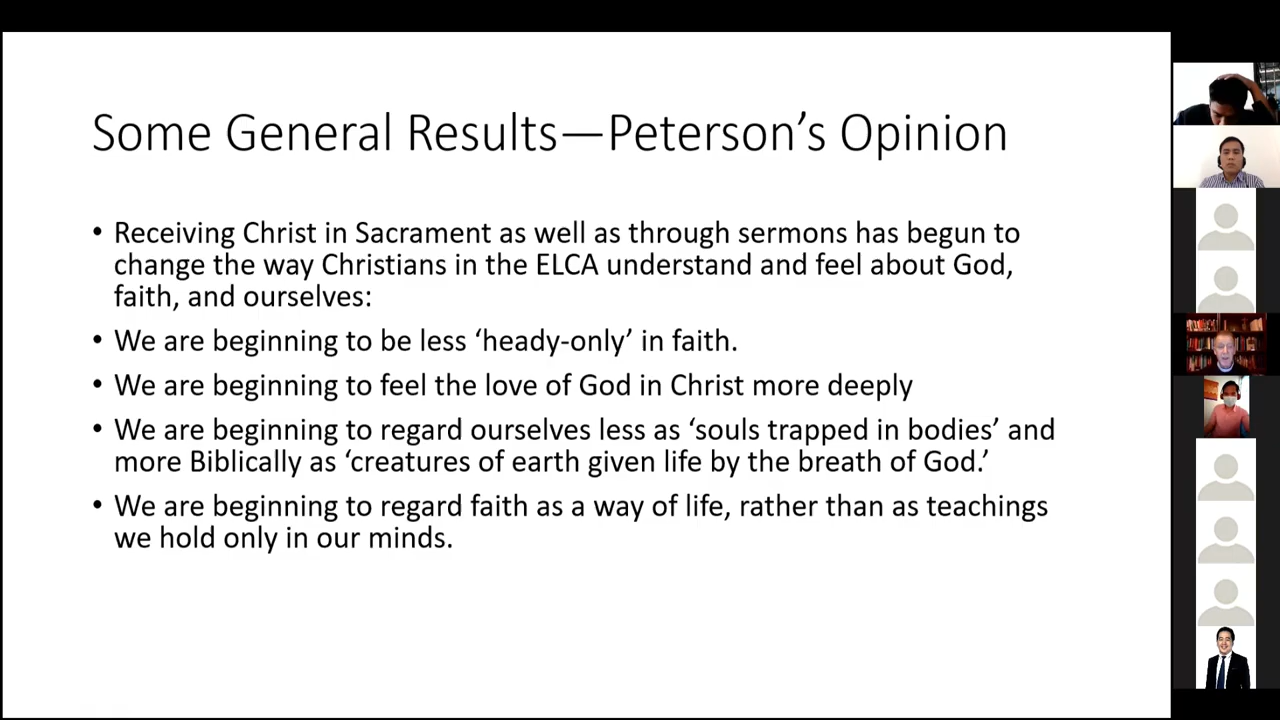 Some General Results—Peterson’s Opinion
• Receiving Christ in Sacrament as well as through sermons has begun to
change the way Christians in the ELCA understand and feel about God,
faith, and ourselves:
• We are beginning to be less ‘heady-only’ in faith.
• We are beginning to feel the love of God in Christ more deeply
• We are beginning to regard ourselves less as ‘souls trapped in bodies’ and
more Biblically as ‘creatures of earth given life by the breath of God.’
• We are beginning to regard faith as a way of life, rather than as teachings
we hold only in our minds.